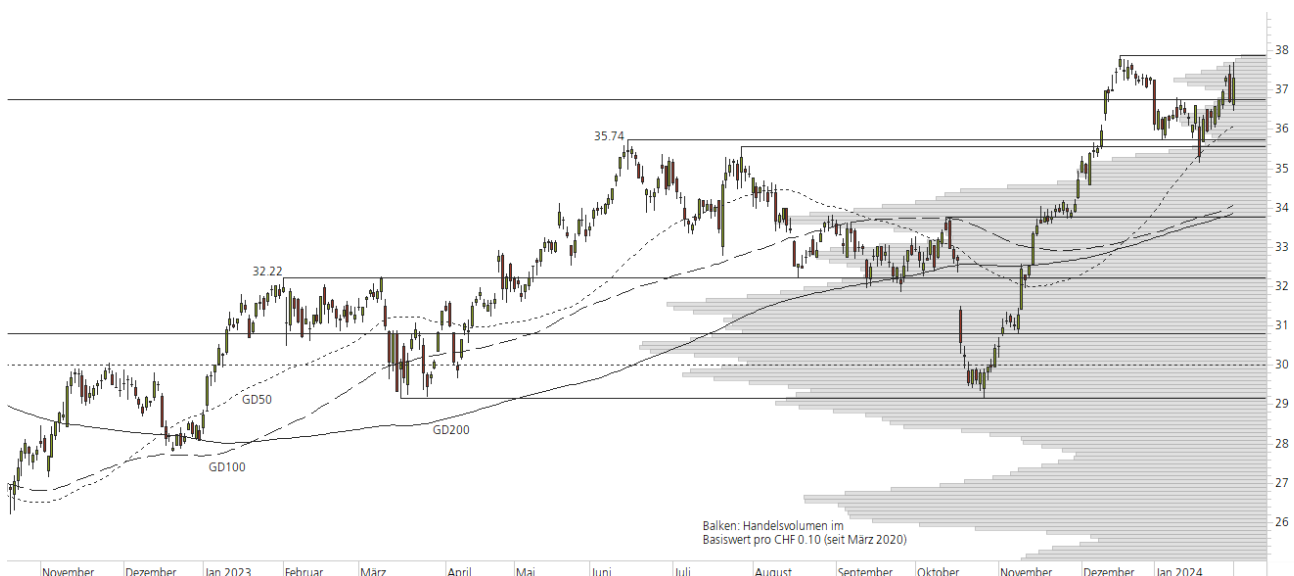 38
37
36
35.74
35
34
33
32.22
32
31
30
29
GD50
GD200
28
GD100
27
26
Balken: Handelsvolumen im
Basiswert pro CHF 0.10 (seit März 2020)
November Dezember Jan 2023 Februar März April Mai Juni Juli August September Oktober November Dezember Jan 2024